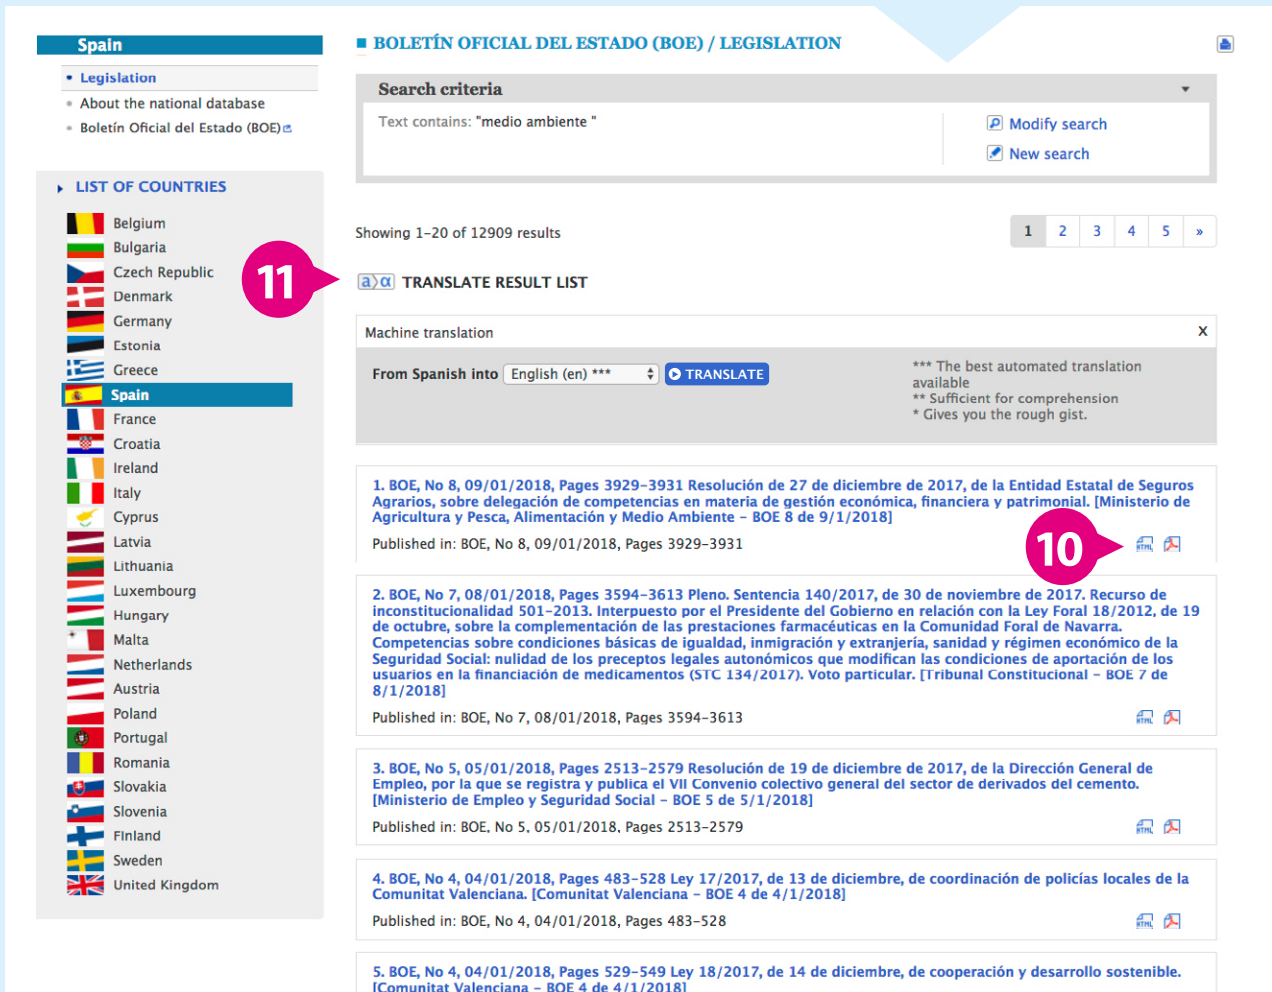 Spain
Legislation
About the national database
Boletín Oficial del Estado (BOE)
LIST OF COUNTRIES
Belgium
Bulgaria
Czech Republic
Denmark
Germany
Estonia
Greece
Spain
France
Croatia
Ireland
Italy
Cyprus
Latvia
Lithuania
Luxembourg
Hungary
Malta
Netherlands
Austria
Poland
Portugal
Romania
Slovakia
Slovenia
Finland
Sweden
United Kingdom
BOLETÍN OFICIAL DEL ESTADO (BOE) / LEGISLATION
Search criteria
Text contains: "medio ambiente "
Modify search
New search
Showing 1-20 of 12909 results
1 2 3 4 5 »
11
a›α TRANSLATE RESULT LIST
Machine translation
X
From Spanish into English (en) *** TRANSLATE
*** The best automated translation
available
** Sufficient for comprehension
* Gives you the rough gist.
1. BOE, No 8, 09/01/2018, Pages 3929-3931 Resolución de 27 de diciembre de 2017, de la Entidad Estatal de Seguros
Agrarios, sobre delegación de competencias en materia de gestión económica, financiera y patrimonial. [Ministerio de
Agricultura y Pesca, Alimentación y Medio Ambiente - BOE 8 de 9/1/2018]
Published in: BOE, No 8, 09/01/2018, Pages 3929-3931
10
HTML
2. BOE, No 7, 08/01/2018, Pages 3594-3613 Pleno. Sentencia 140/2017, de 30 de noviembre de 2017. Recurso de
inconstitucionalidad 501-2013. Interpuesto por el Presidente del Gobierno en relación con la Ley Foral 18/2012, de 19
de octubre, sobre la complementación de las prestaciones farmacéuticas en la Comunidad Foral de Navarra.
Competencias sobre condiciones básicas de igualdad, inmigración y extranjería, sanidad y régimen económico de la
Seguridad Social: nulidad de los preceptos legales autonómicos que modifican las condiciones de aportación de los
usuarios en la financiación de medicamentos (STC 134/2017). Voto particular. [Tribunal Constitucional - BOE 7 de
8/1/2018]
Published in: BOE, No 7, 08/01/2018, Pages 3594-3613
HTML
3. BOE, No 5, 05/01/2018, Pages 2513-2579 Resolución de 19 de diciembre de 2017, de la Dirección General de
Empleo, por la que se registra y publica el VII Convenio colectivo general del sector de derivados del cemento.
[Ministerio de Empleo y Seguridad Social - BOE 5 de 5/1/2018]
Published in: BOE, No 5, 05/01/2018, Pages 2513-2579
HTML
4. BOE, No 4, 04/01/2018, Pages 483-528 Ley 17/2017, de 13 de diciembre, de coordinación de policías locales de la
Comunitat Valenciana. [Comunitat Valenciana - BOE 4 de 4/1/2018]
Published in: BOE, No 4, 04/01/2018, Pages 483-528
HTML
5. BOE, No 4, 04/01/2018, Pages 529-549 Ley 18/2017, de 14 de diciembre, de cooperación y desarrollo sostenible.
[Comunitat Valenciana - BOE 4 de 4/1/2018]